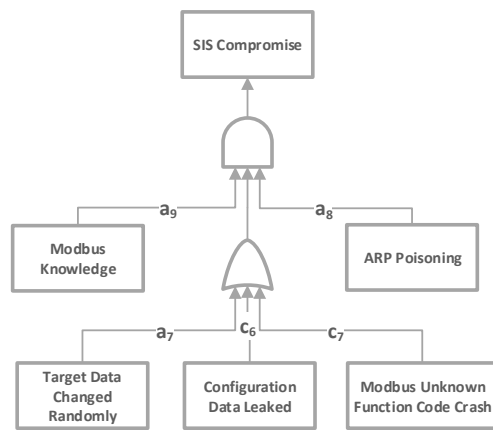 SIS Compromise
a9
a8
Modbus
Knowledge
ARP Poisoning
a7
c6
c7
Target Data
Changed
Randomly
Configuration
Data Leaked
Modbus Unknown
Function Code Crash